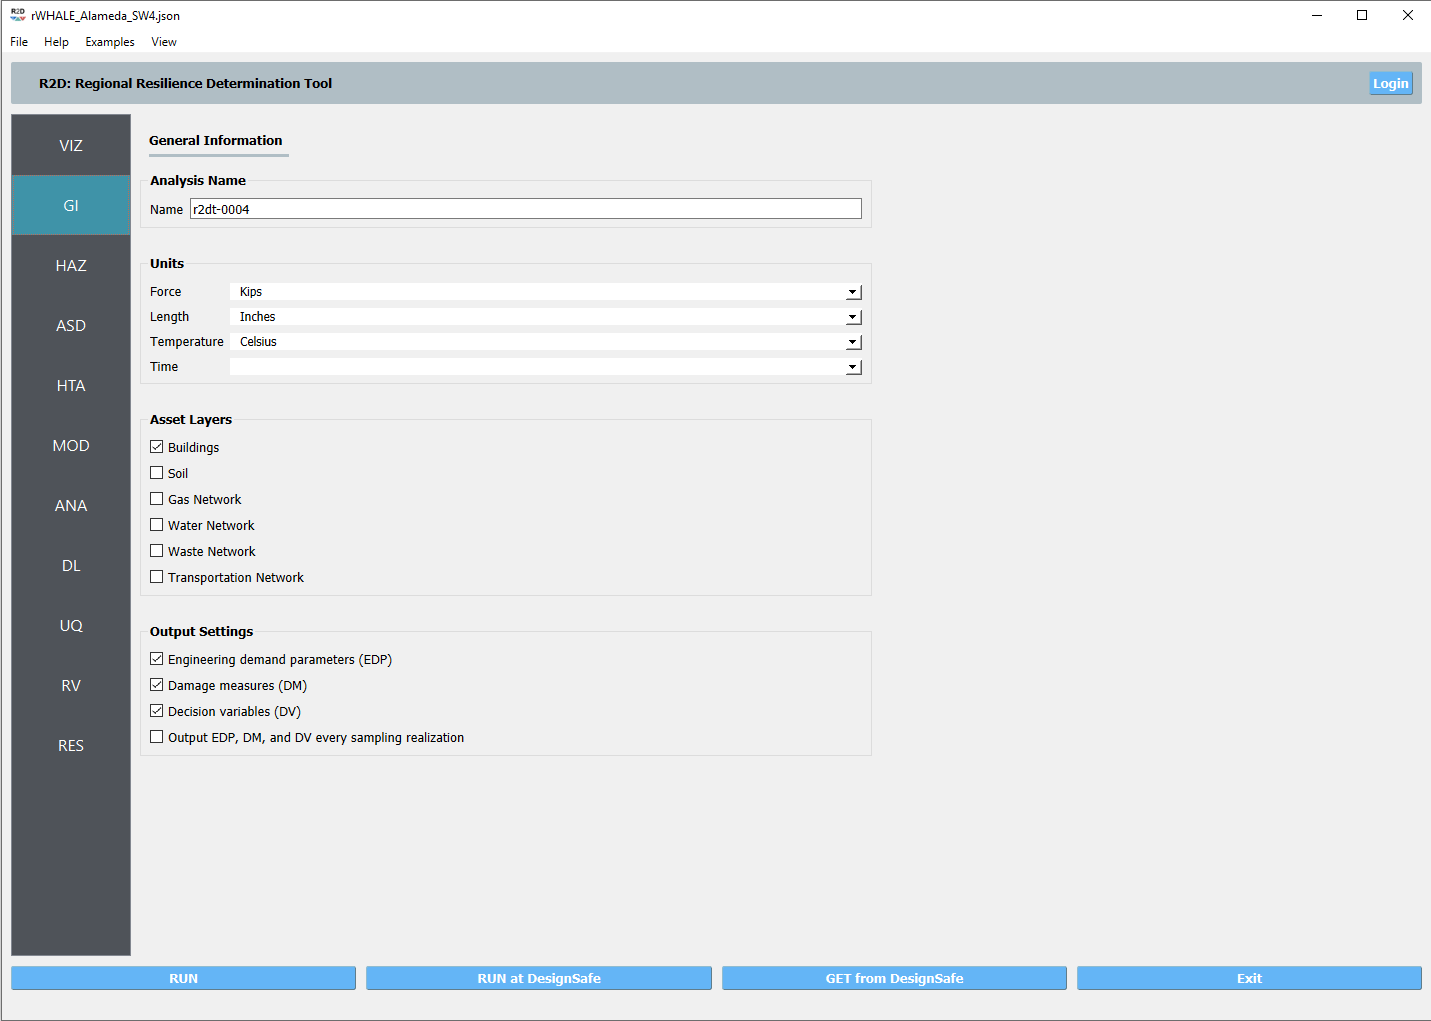 R2D rWHALE_Alameda_SW4.json
File Help Examples View
R2D: Regional Resilience Determination Tool
Login
VIZ
GI
HAZ
ASD
HTA
MOD
ANA
DL
UQ
RV
RES
General Information
Analysis Name
Name r2dt-0004
Units
Force Kips
Length Inches
Temperature Celsius
Time
Asset Layers
Buildings
Soil
Gas Network
Water Network
Waste Network
Transportation Network
Output Settings
Engineering demand parameters (EDP)
Damage measures (DM)
Decision variables (DV)
Output EDP, DM, and DV every sampling realization
RUN
RUN at DesignSafe
GET from DesignSafe
Exit